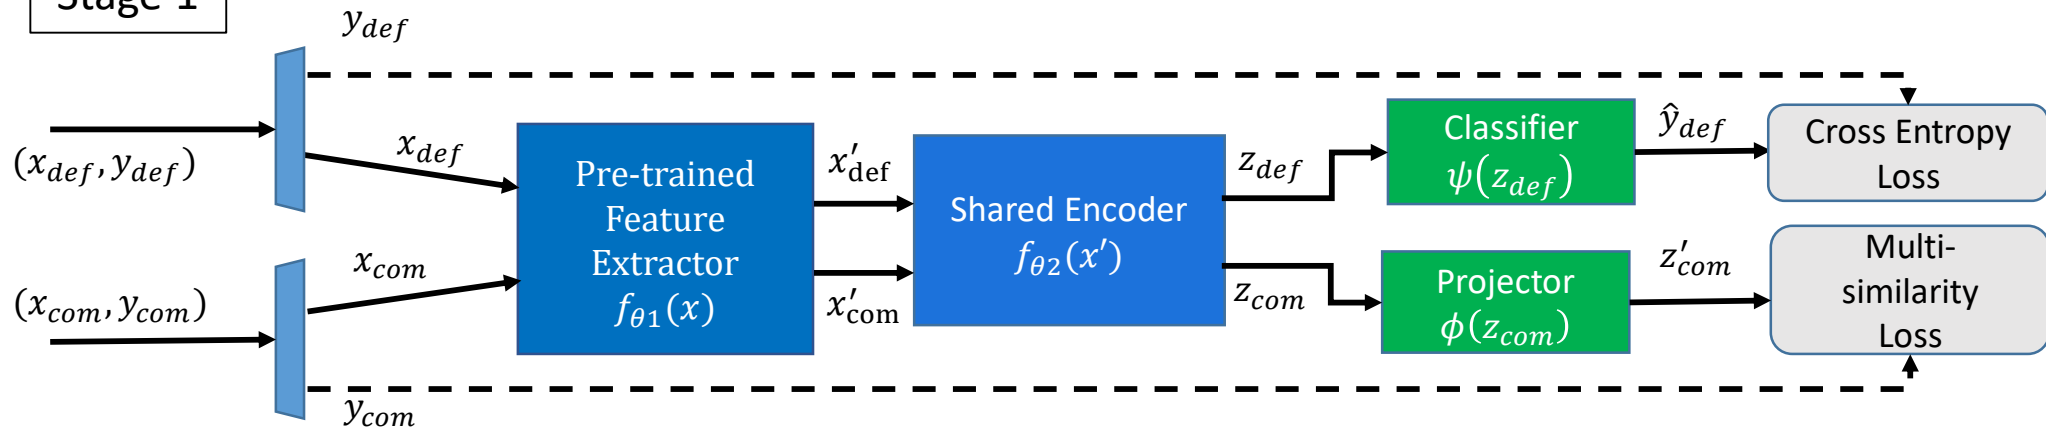 Stage 1
y_def
(x_def, y_def)
x_def
Pre-trained
Feature
Extractor
f_θ1(x)
x′_def
Shared Encoder
f_θ2(x′)
z_def
Classifier
ψ(z_def)
ŷ_def
Cross Entropy
Loss
(x_com, y_com)
x_com
x′_com
z_com
Projector
ϕ(z_com)
z′_com
Multi-
similarity
Loss
y_com